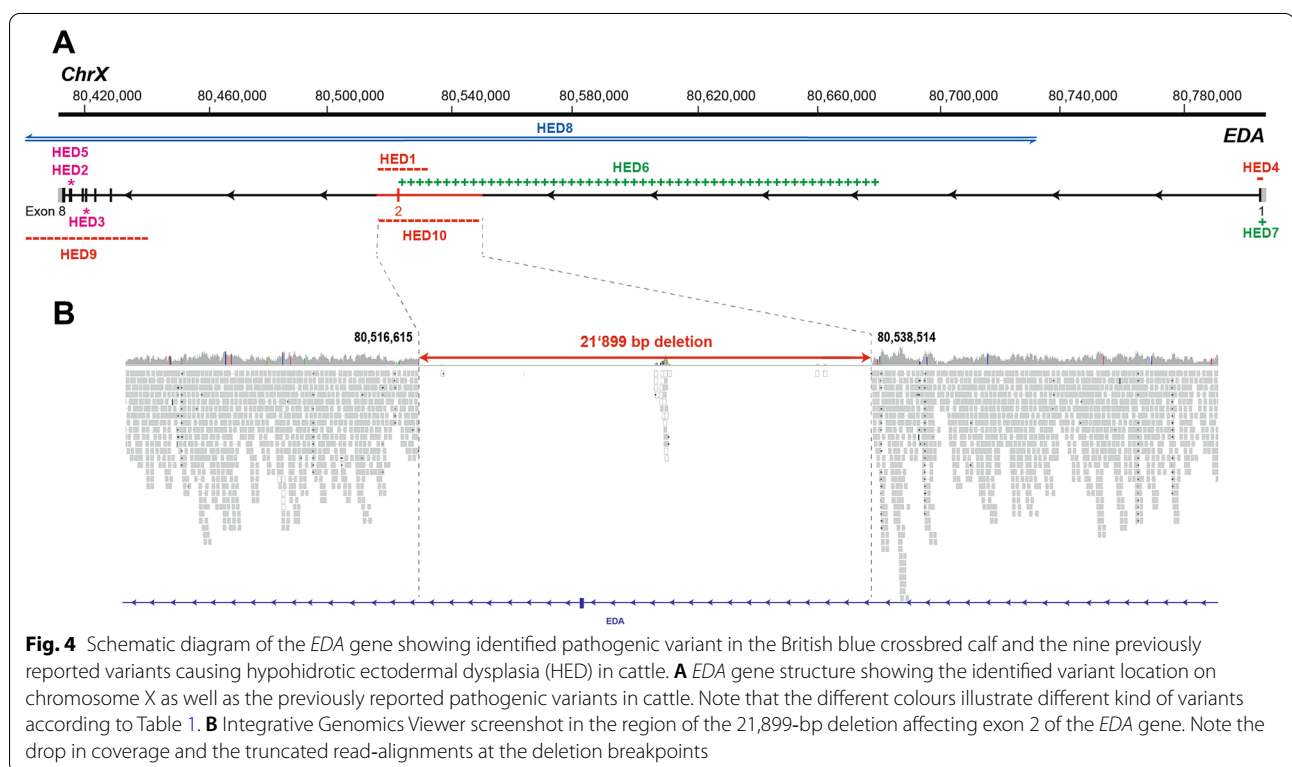 A
ChrX
80,420,000 80,460,000 80,500,000 80,540,000 80,580,000 80,620,000 80,660,000 80,700,000 80,740,000 80,780,000
HED8
EDA
HED5
HED2
*
HED1
HED6
HED4
Exon 8
*
HED3
2
1
HED10
HED7
HED9
B
80,516,615
21'899 bp deletion
80,538,514
EDA
Fig. 4 Schematic diagram of the EDA gene showing identified pathogenic variant in the British blue crossbred calf and the nine previously
reported variants causing hypohidrotic ectodermal dysplasia (HED) in cattle. A EDA gene structure showing the identified variant location on
chromosome X as well as the previously reported pathogenic variants in cattle. Note that the different colours illustrate different kind of variants
according to Table 1. B Integrative Genomics Viewer screenshot in the region of the 21,899-bp deletion affecting exon 2 of the EDA gene. Note the
drop in coverage and the truncated read-alignments at the deletion breakpoints